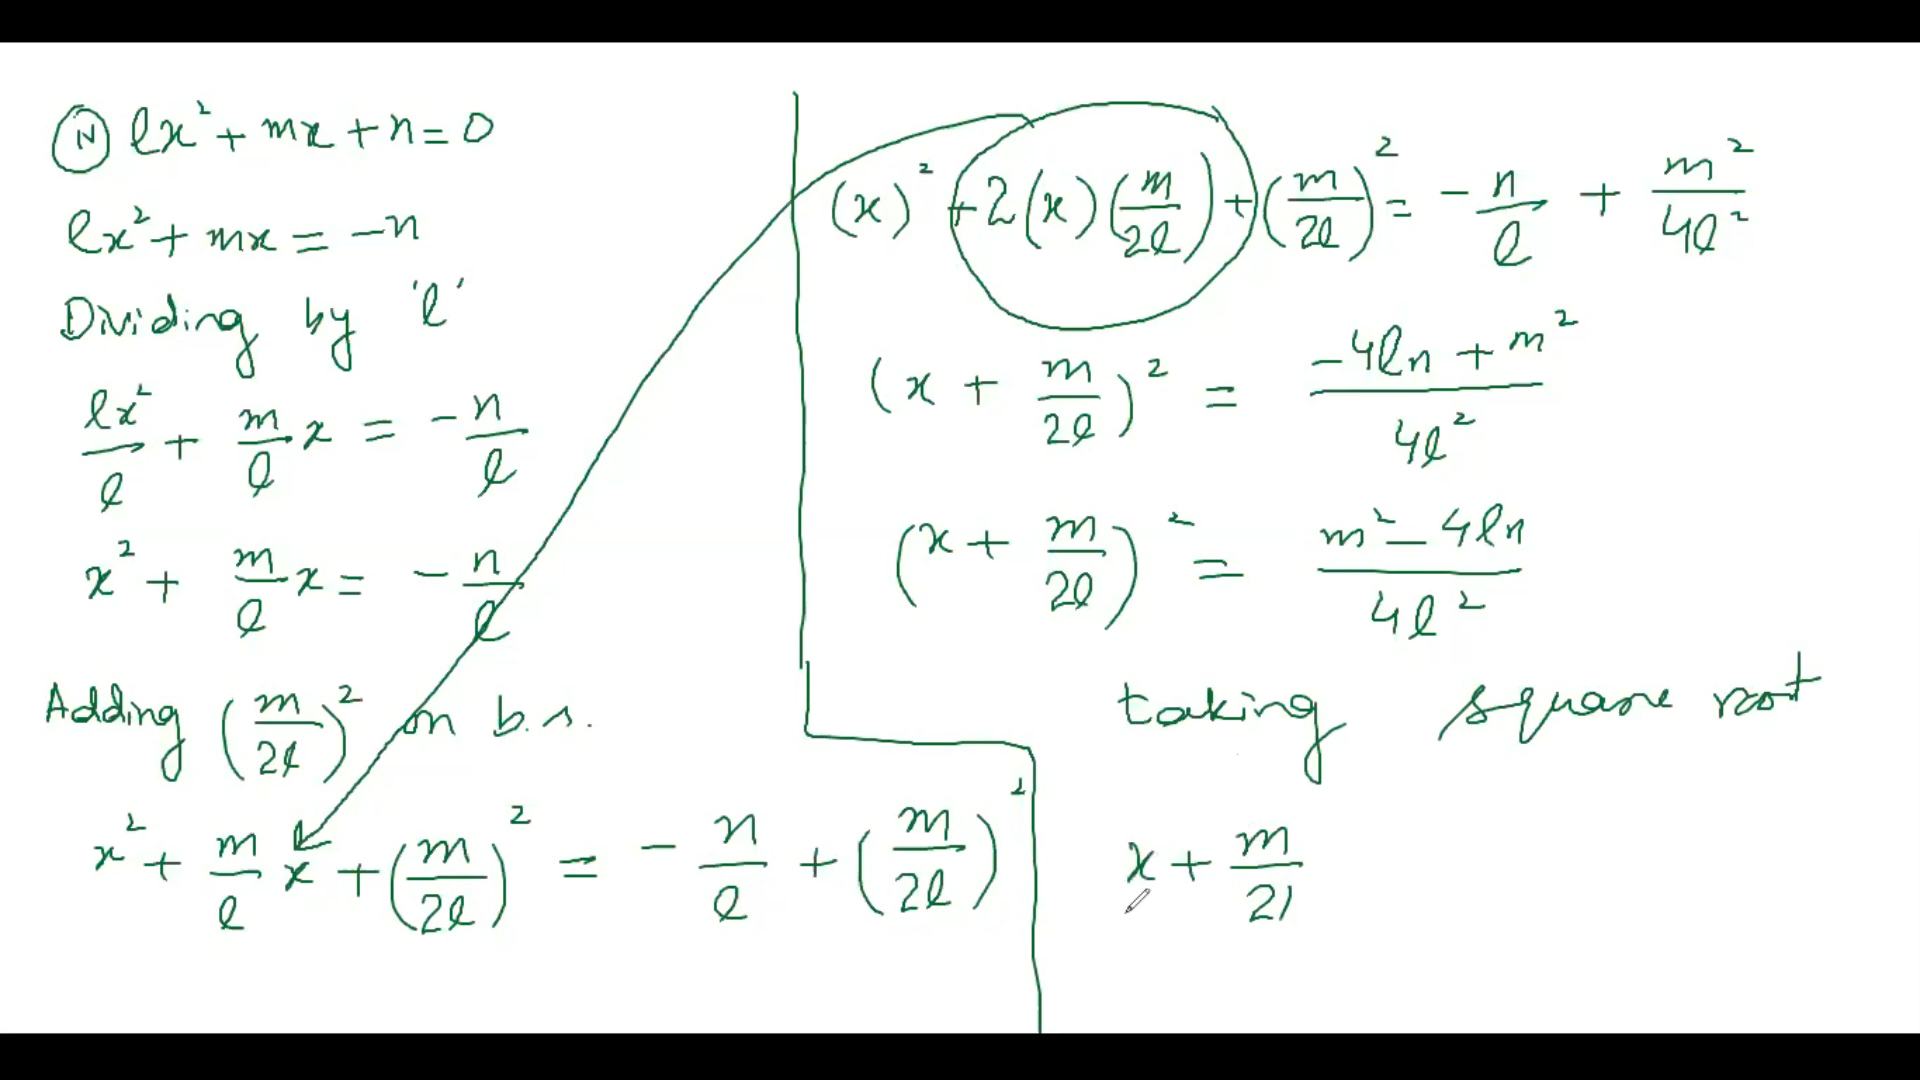 (N) lx² + mx + n = 0
lx² + mx = -n
Dividing by 'l'
lx²/l + m/l x = -n/l
x² + m/l x = -n/l
Adding (m/2l)² on b.s.
x² + m/l x + (m/2l)² = -n/l + (m/2l)²
(x)² + 2(x)(m/2l) + (m/2l)² = -n/l + m²/4l²
(x + m/2l)² = -4ln + m²/4l²
(x + m/2l)² = m² - 4ln/4l²
taking square root
x + m/2l